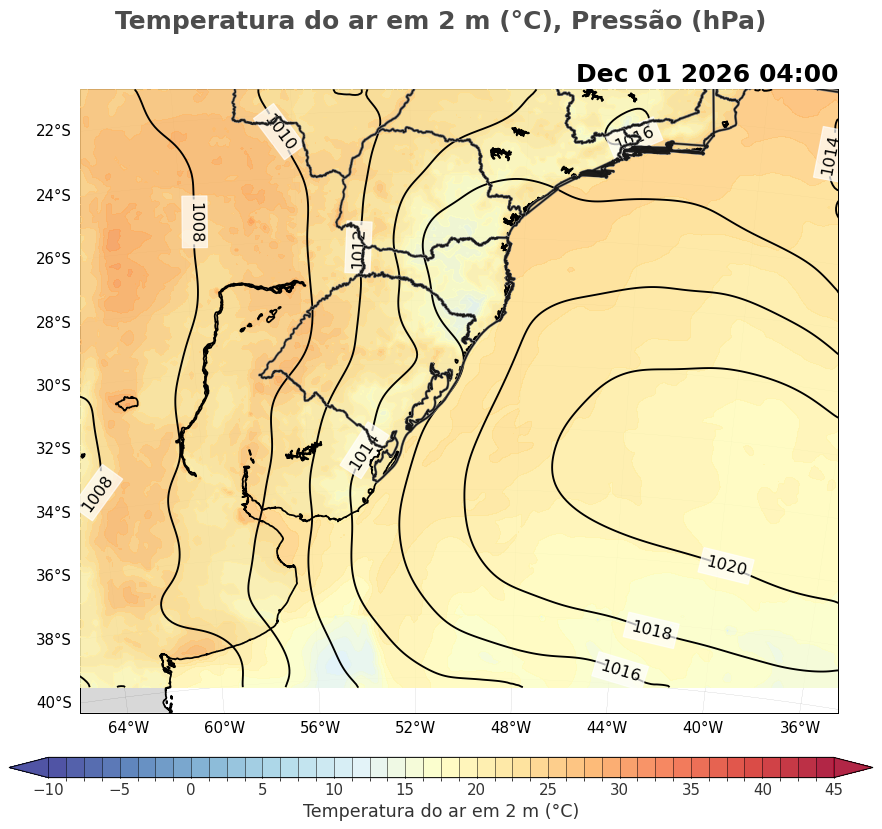 Temperatura do ar em 2 m (°C), Pressão (hPa)
Dec 01 2026 04:00
22°S
24°S
26°S
28°S
30°S
32°S
34°S
36°S
38°S
40°S
1010
1016
1014
1008
1012
1014
1008
1020
1018
1016
64°W 60°W 56°W 52°W 48°W 44°W 40°W 36°W
−10 −5 0 5 10 15 20 25 30 35 40 45
Temperatura do ar em 2 m (°C)